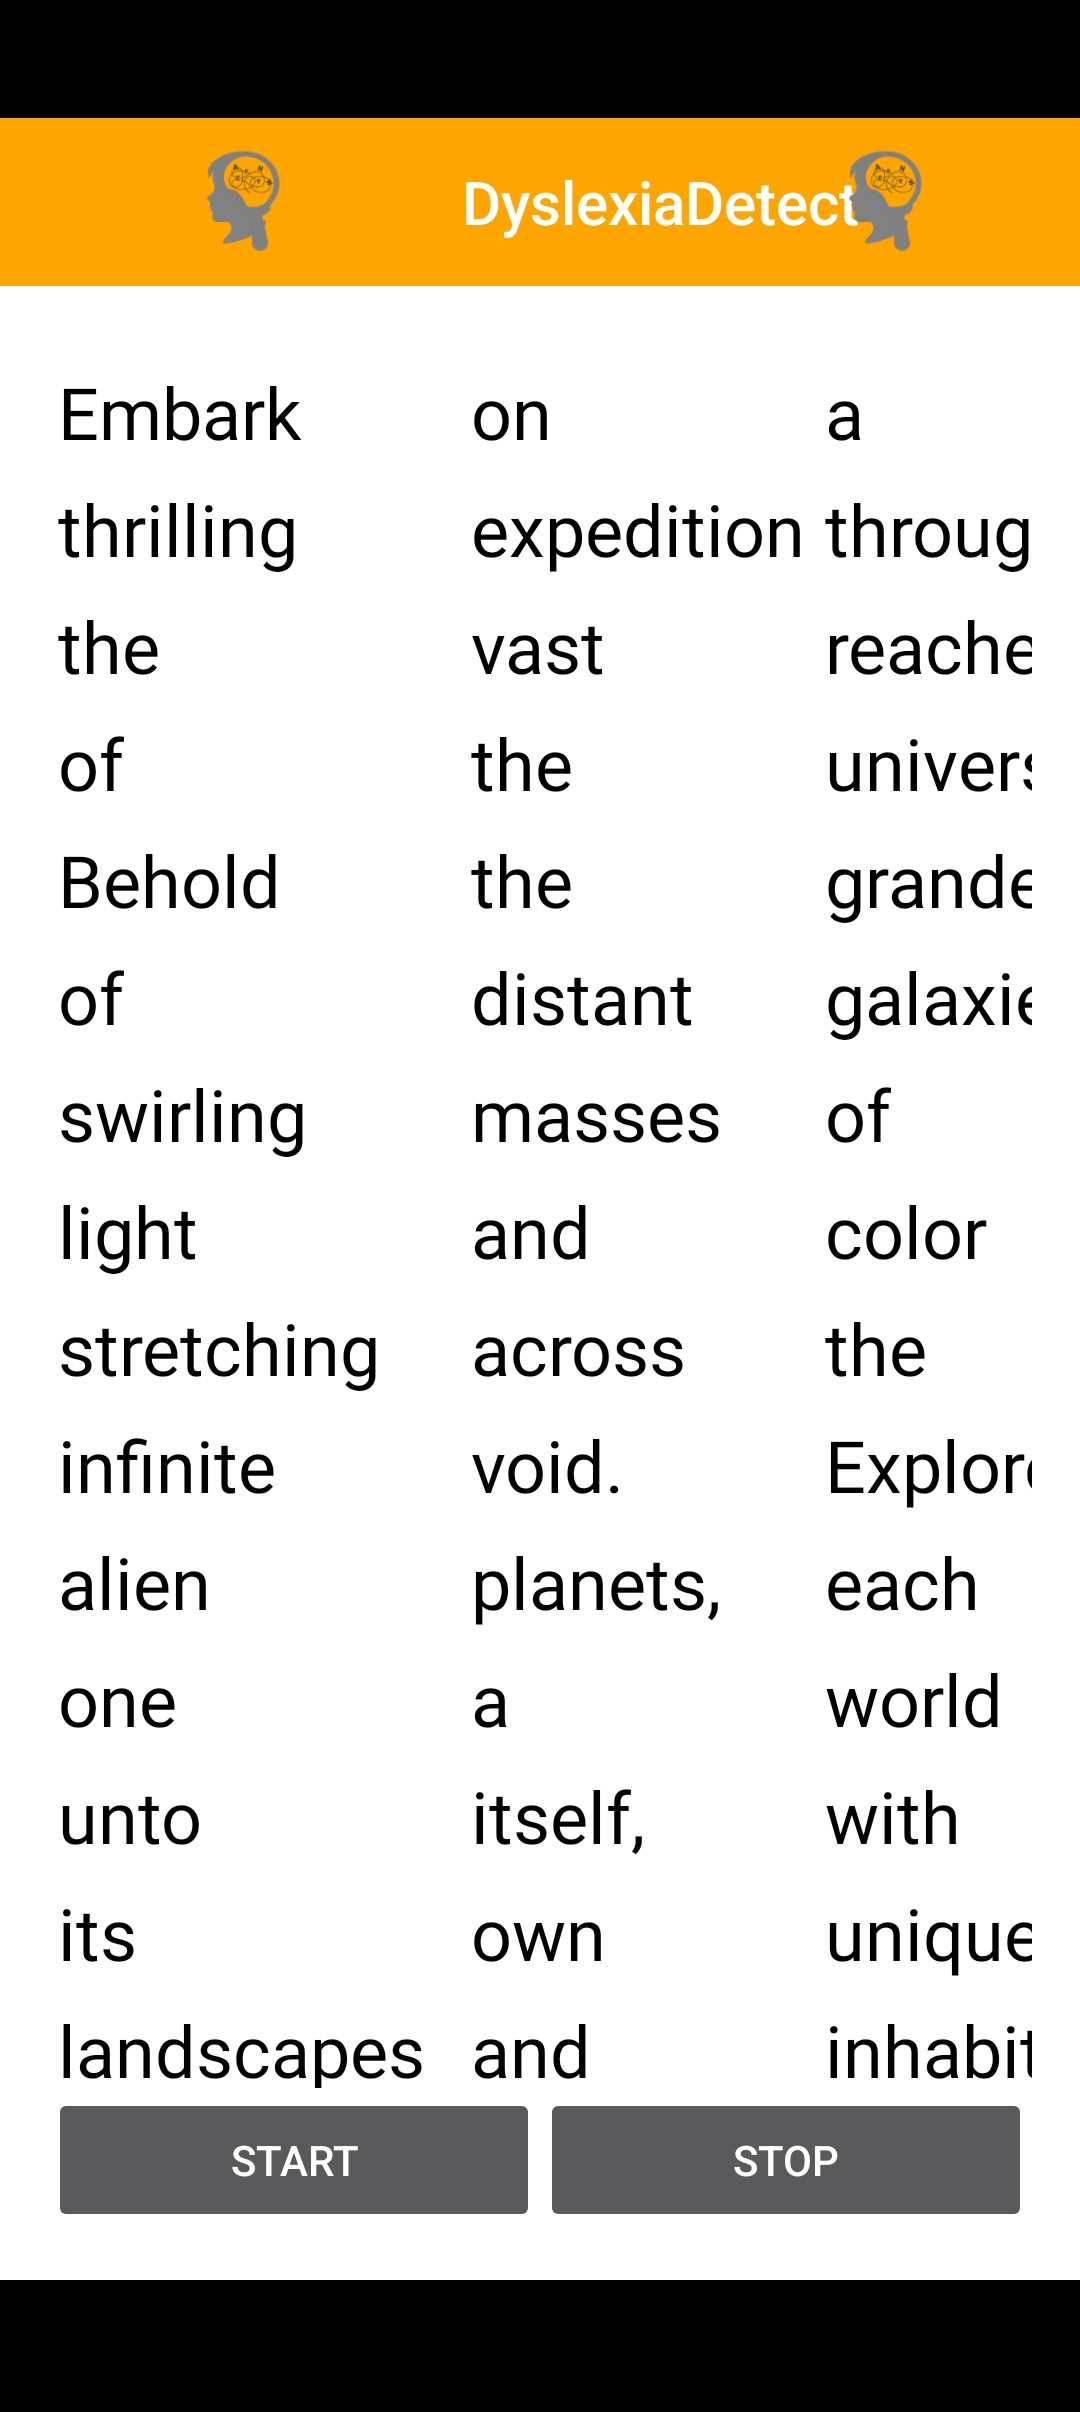 DyslexiaDetect
Embark on a
thrilling expedition throug
the vast reache
of the univers
Behold the grande
of distant galaxie
swirling masses of
light and color
stretching across the
infinite void. Explore
alien planets, each
one a world
unto itself, with
its own unique
landscapes and inhabit
START STOP